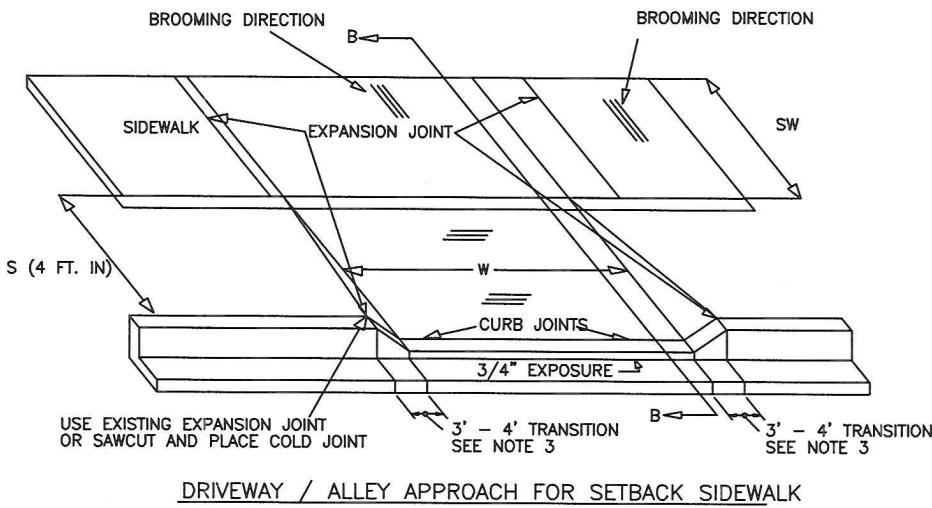 BROOMING DIRECTION
BROOMING DIRECTION
B
SW
SIDEWALK
EXPANSION JOINT
S (4 FT. IN)
W
CURB JOINTS
3/4" EXPOSURE
B
USE EXISTING EXPANSION JOINT
OR SAWCUT AND PLACE COLD JOINT
3' - 4' TRANSITION
SEE NOTE 3
3' - 4' TRANSITION
SEE NOTE 3
DRIVEWAY / ALLEY APPROACH FOR SETBACK SIDEWALK